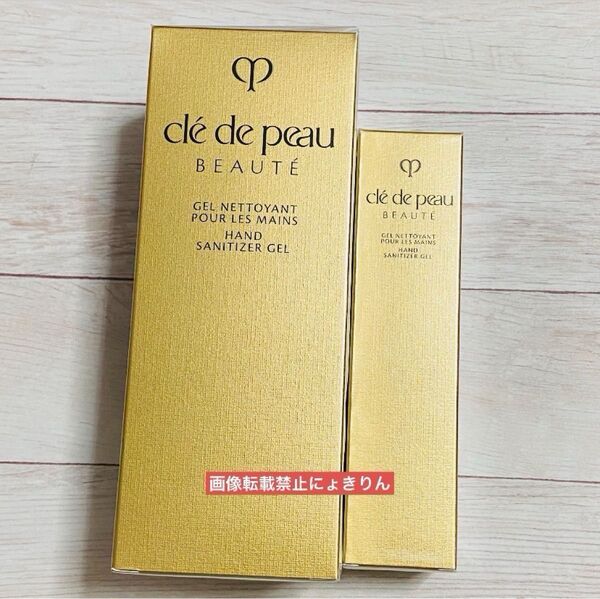 clé de peau
BEAUTÉ
GEL NETTOYANT
POUR LES MAINS
HAND
SANITIZER GEL
clé de peau
BEAUTÉ
GEL NETTOYANT
POUR LES MAINS
HAND
SANITIZER GEL
画像転載禁止にょきりん